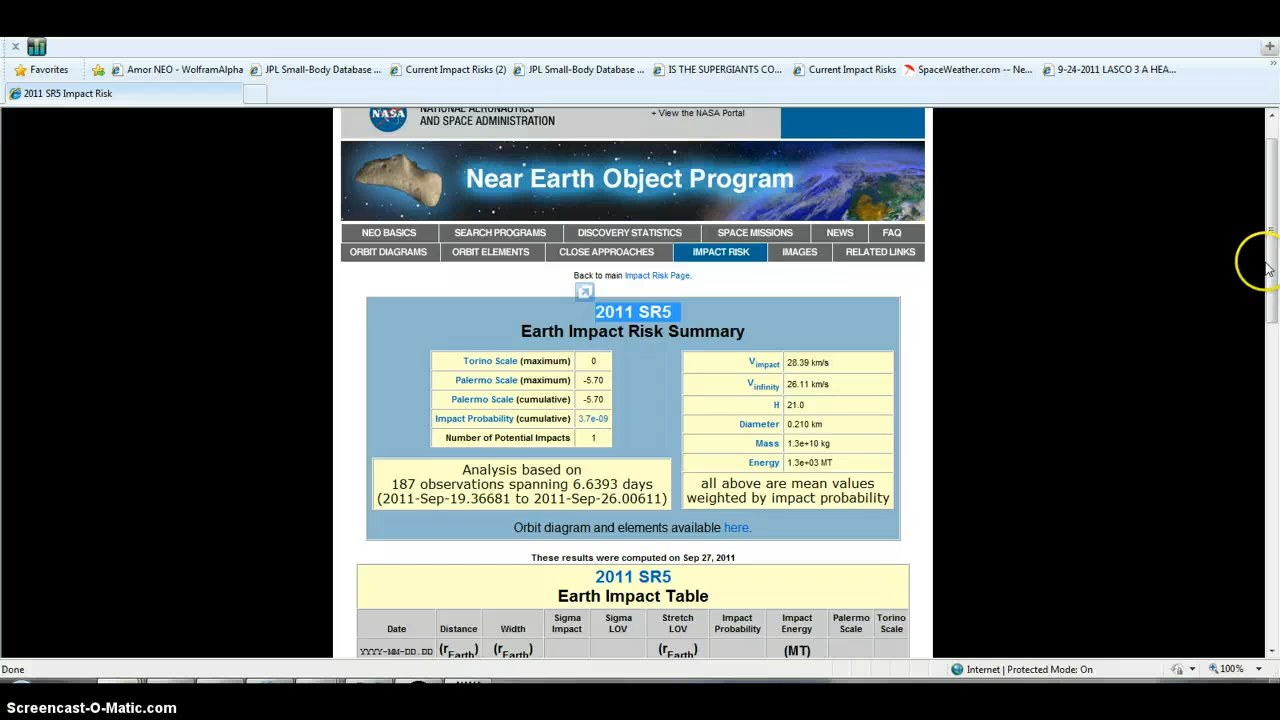 Favorites Amor NEO - WolframAlpha JPL Small-Body Database ... Current Impact Risks (2) JPL Small-Body Database ... IS THE SUPERGIANTS CO... Current Impact Risks SpaceWeather.com -- Ne... 9-24-2011 LASCO 3 A HEA...
2011 SR5 Impact Risk
NASA NATIONAL AERONAUTICS
AND SPACE ADMINISTRATION
+ View the NASA Portal
Near Earth Object Program
NEO BASICS SEARCH PROGRAMS DISCOVERY STATISTICS SPACE MISSIONS NEWS FAQ
ORBIT DIAGRAMS ORBIT ELEMENTS CLOSE APPROACHES IMPACT RISK IMAGES RELATED LINKS
Back to main Impact Risk Page.
2011 SR5
Earth Impact Risk Summary
Torino Scale (maximum) 0
Palermo Scale (maximum) -5.70
Palermo Scale (cumulative) -5.70
Impact Probability (cumulative) 3.7e-09
Number of Potential Impacts 1
Analysis based on
187 observations spanning 6.6393 days
(2011-Sep-19.36681 to 2011-Sep-26.00611)
Vimpact 28.39 km/s
Vinfinity 26.11 km/s
H 21.0
Diameter 0.210 km
Mass 1.3e+10 kg
Energy 1.3e+03 MT
all above are mean values
weighted by impact probability
Orbit diagram and elements available here.
These results were computed on Sep 27, 2011
2011 SR5
Earth Impact Table
Date Distance Width Sigma Impact Sigma LOV Stretch LOV Impact Probability Impact Energy Palermo Scale Torino Scale
YYYY-MM-DD.DD (rEarth) (rEarth) (rEarth) (MT)
Done Internet | Protected Mode: On 100%
Screencast-O-Matic.com